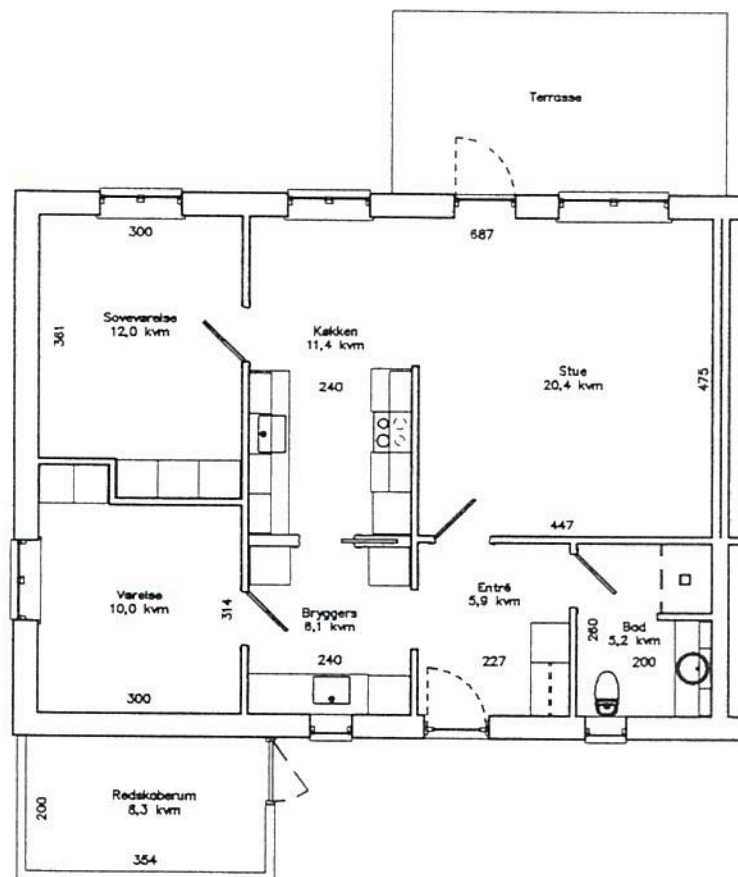 Terrasse
300
687
Soveværelse
12,0 kvm
361
Køkken
11,4 kvm
240
Stue
20,4 kvm
475
447
Værelse
10,0 kvm
314
Bryggers
6,1 kvm
240
Entré
5,9 kvm
227
Bad
5,2 kvm
260
200
300
Redskaberum
8,3 kvm
200
354